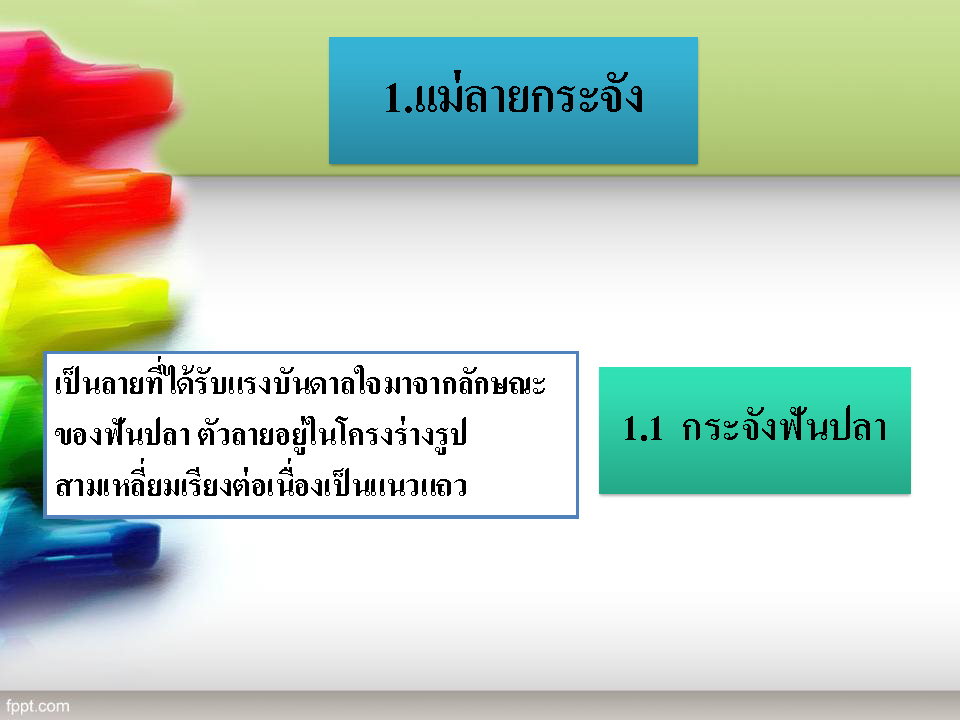 1.แม่ลายกระจัง
เป็นลายที่ได้รับแรงบันดาลใจมาจากลักษณะ
ของฟันปลา ตัวลายอยู่ในโครงร่างรูป
สามเหลี่ยมเรียงต่อเนื่องเป็นแนวแถว
1.1 กระจังฟันปลา
fppt.com